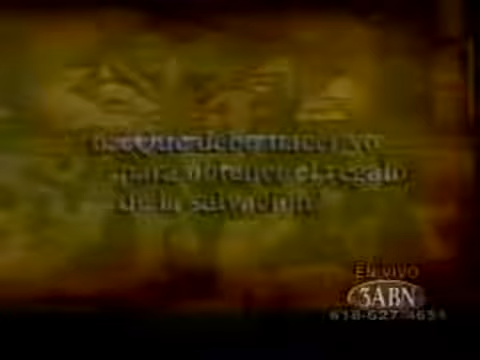 ¿Qué debo hacer yo
para obtener el regalo
de la salvación?
EN VIVO
3ABN
618-627-4651